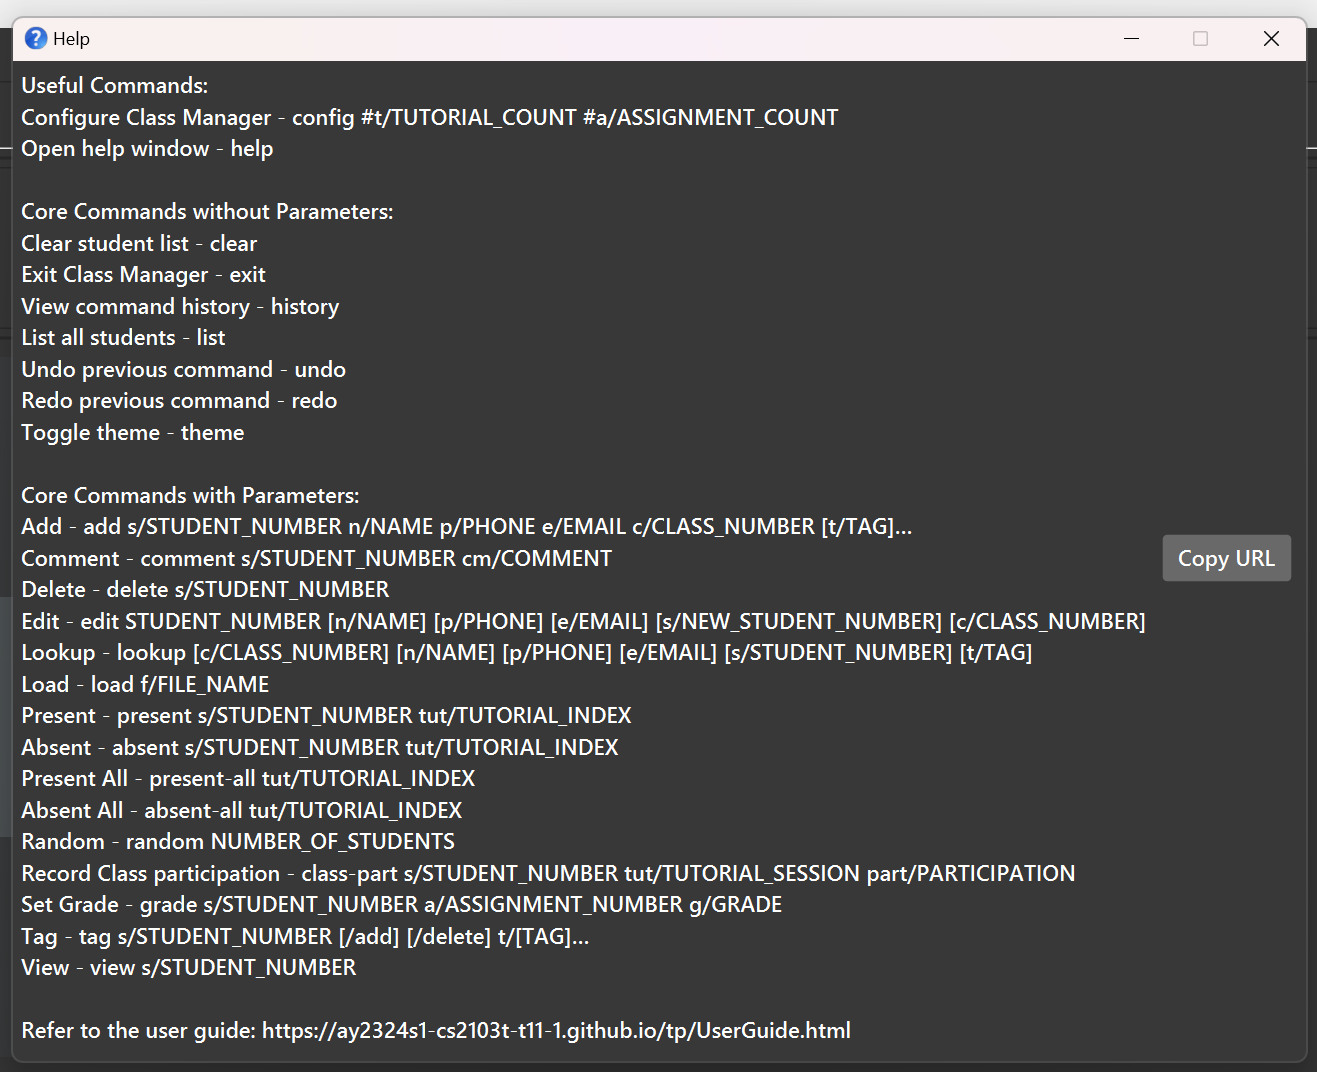 Help
Useful Commands:
Configure Class Manager - config #t/TUTORIAL_COUNT #a/ASSIGNMENT_COUNT
Open help window - help
Core Commands without Parameters:
Clear student list - clear
Exit Class Manager - exit
View command history - history
List all students - list
Undo previous command - undo
Redo previous command - redo
Toggle theme - theme
Core Commands with Parameters:
Add - add s/STUDENT_NUMBER n/NAME p/PHONE e/EMAIL c/CLASS_NUMBER [t/TAG]...
Comment - comment s/STUDENT_NUMBER cm/COMMENT
Copy URL
Delete - delete s/STUDENT_NUMBER
Edit - edit STUDENT_NUMBER [n/NAME] [p/PHONE] [e/EMAIL] [s/NEW_STUDENT_NUMBER] [c/CLASS_NUMBER]
Lookup - lookup [c/CLASS_NUMBER] [n/NAME] [p/PHONE] [e/EMAIL] [s/STUDENT_NUMBER] [t/TAG]
Load - load f/FILE_NAME
Present - present s/STUDENT_NUMBER tut/TUTORIAL_INDEX
Absent - absent s/STUDENT_NUMBER tut/TUTORIAL_INDEX
Present All - present-all tut/TUTORIAL_INDEX
Absent All - absent-all tut/TUTORIAL_INDEX
Random - random NUMBER_OF_STUDENTS
Record Class participation - class-part s/STUDENT_NUMBER tut/TUTORIAL_SESSION part/PARTICIPATION
Set Grade - grade s/STUDENT_NUMBER a/ASSIGNMENT_NUMBER g/GRADE
Tag - tag s/STUDENT_NUMBER [/add] [/delete] t/[TAG]...
View - view s/STUDENT_NUMBER
Refer to the user guide: https://ay2324s1-cs2103t-t11-1.github.io/tp/UserGuide.html